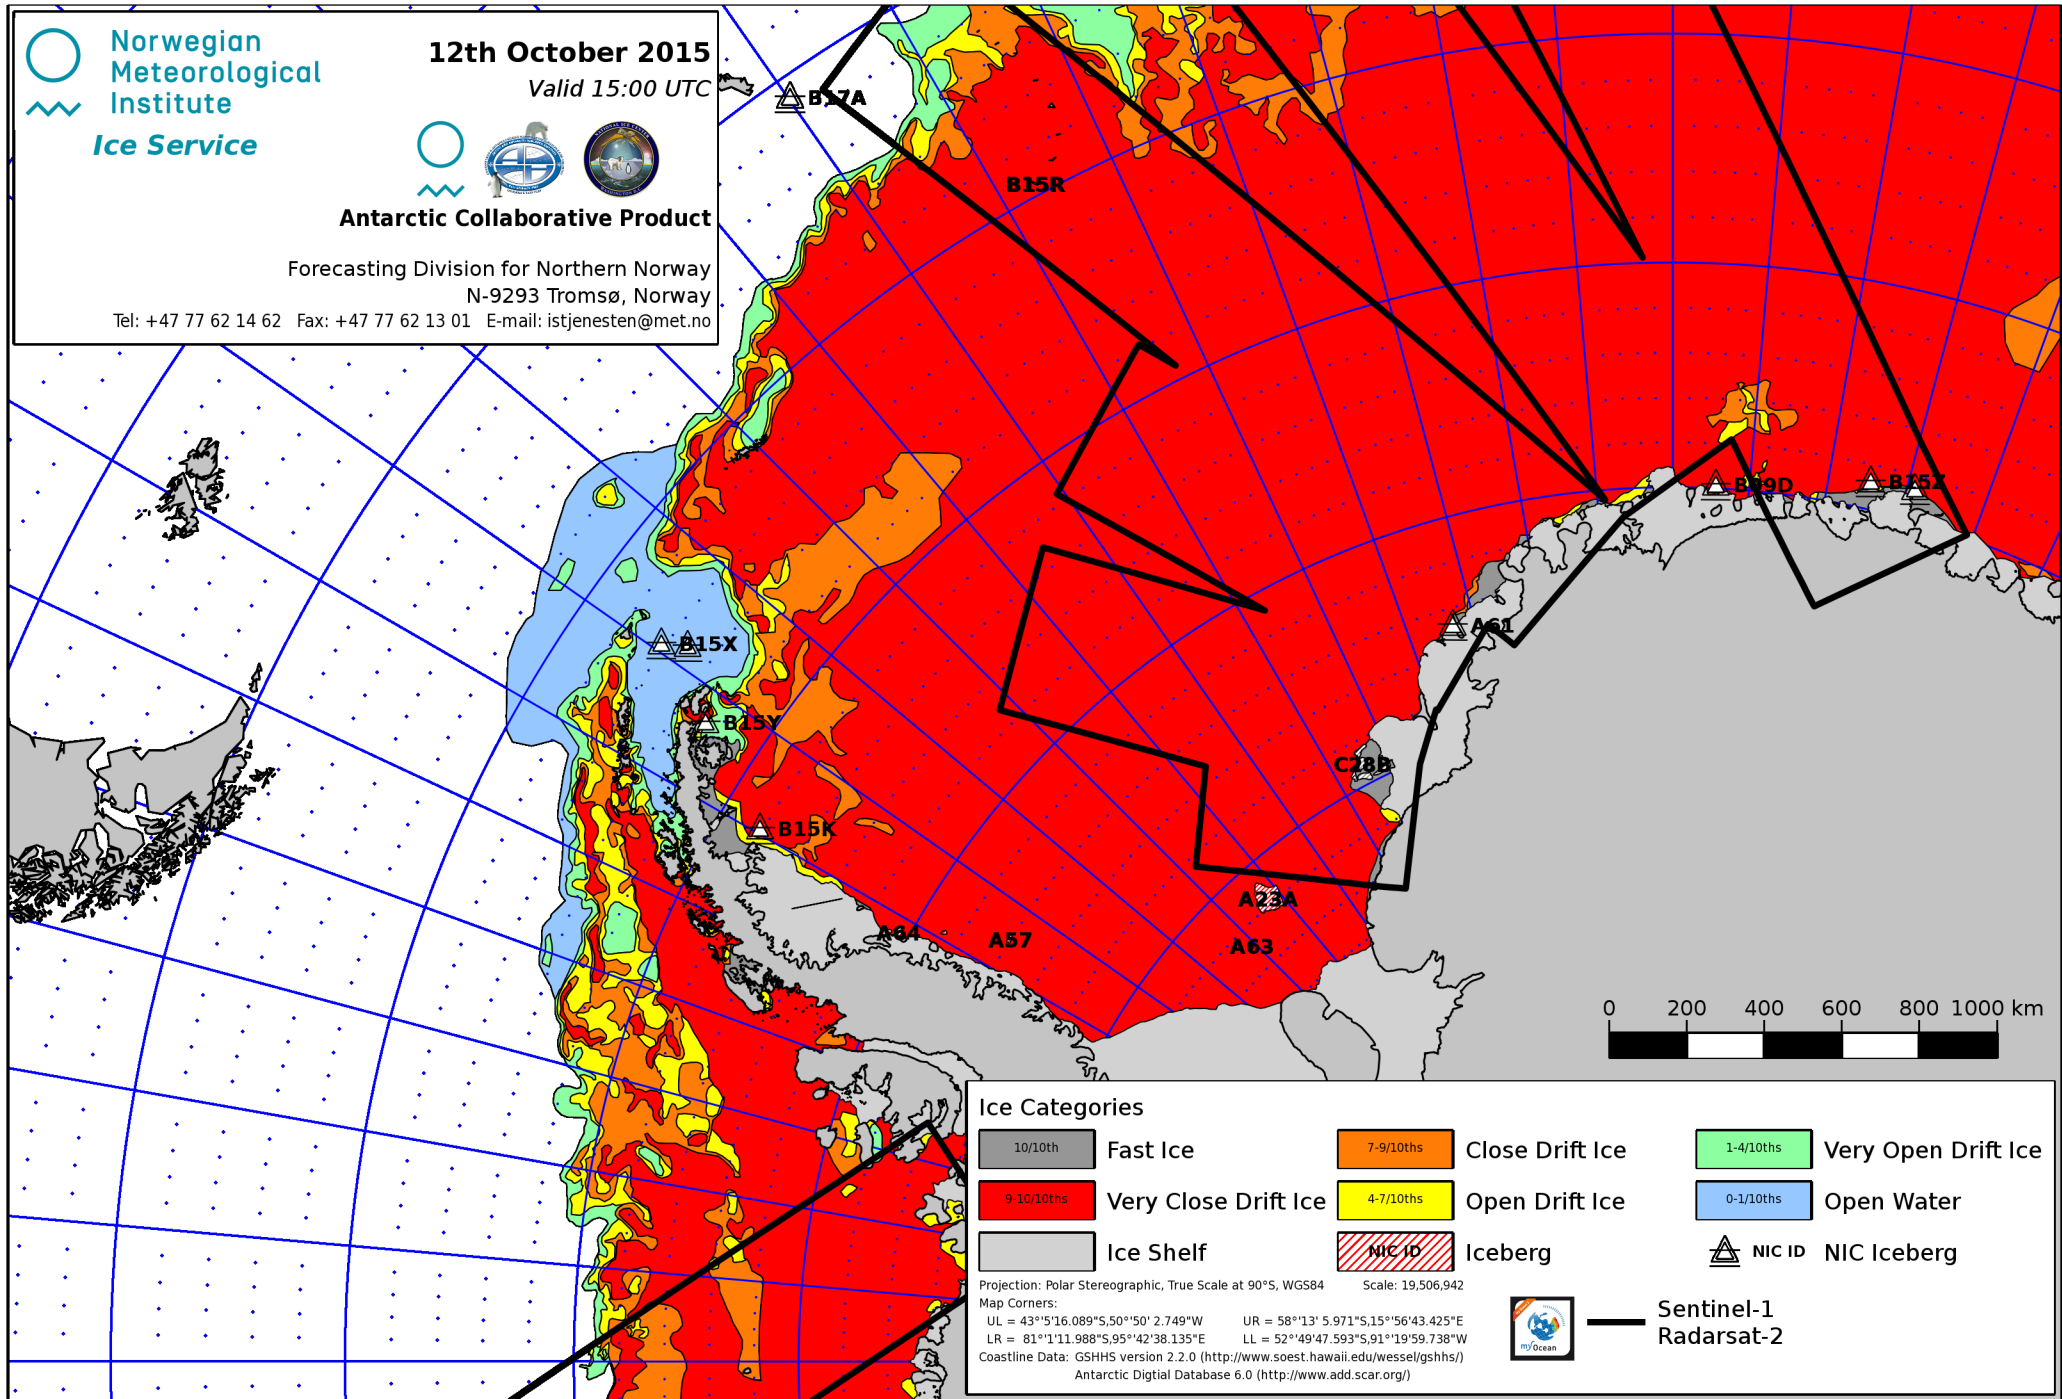 Norwegian
Meteorological
Institute
Ice Service
12th October 2015
Valid 15:00 UTC
Antarctic Collaborative Product
Forecasting Division for Northern Norway
N-9293 Tromsø, Norway
Tel: +47 77 62 14 62 Fax: +47 77 62 13 01 E-mail: istjenesten@met.no
B17A
B15R
B09D
B15Z
A61
B15X
B15Y
C28B
B15K
A23A
A64
A57
A63
0 200 400 600 800 1000 km
Ice Categories
10/10th Fast Ice
7-9/10ths Close Drift Ice
1-4/10ths Very Open Drift Ice
9-10/10ths Very Close Drift Ice
4-7/10ths Open Drift Ice
0-1/10ths Open Water
Ice Shelf
NIC ID Iceberg
NIC ID NIC Iceberg
Projection: Polar Stereographic, True Scale at 90°S, WGS84 Scale: 19,506,942
Map Corners:
UL = 43°'5'16.089"S,50°'50' 2.749"W UR = 58°'13' 5.971"S,15°'56'43.425"E
LR = 81°'1'11.988"S,95°'42'38.135"E LL = 52°'49'47.593"S,91°'19'59.738"W
Coastline Data: GSHHS version 2.2.0 (http://www.soest.hawaii.edu/wessel/gshhs/)
Antarctic Digtial Database 6.0 (http://www.add.scar.org/)
myOcean
Sentinel-1
Radarsat-2